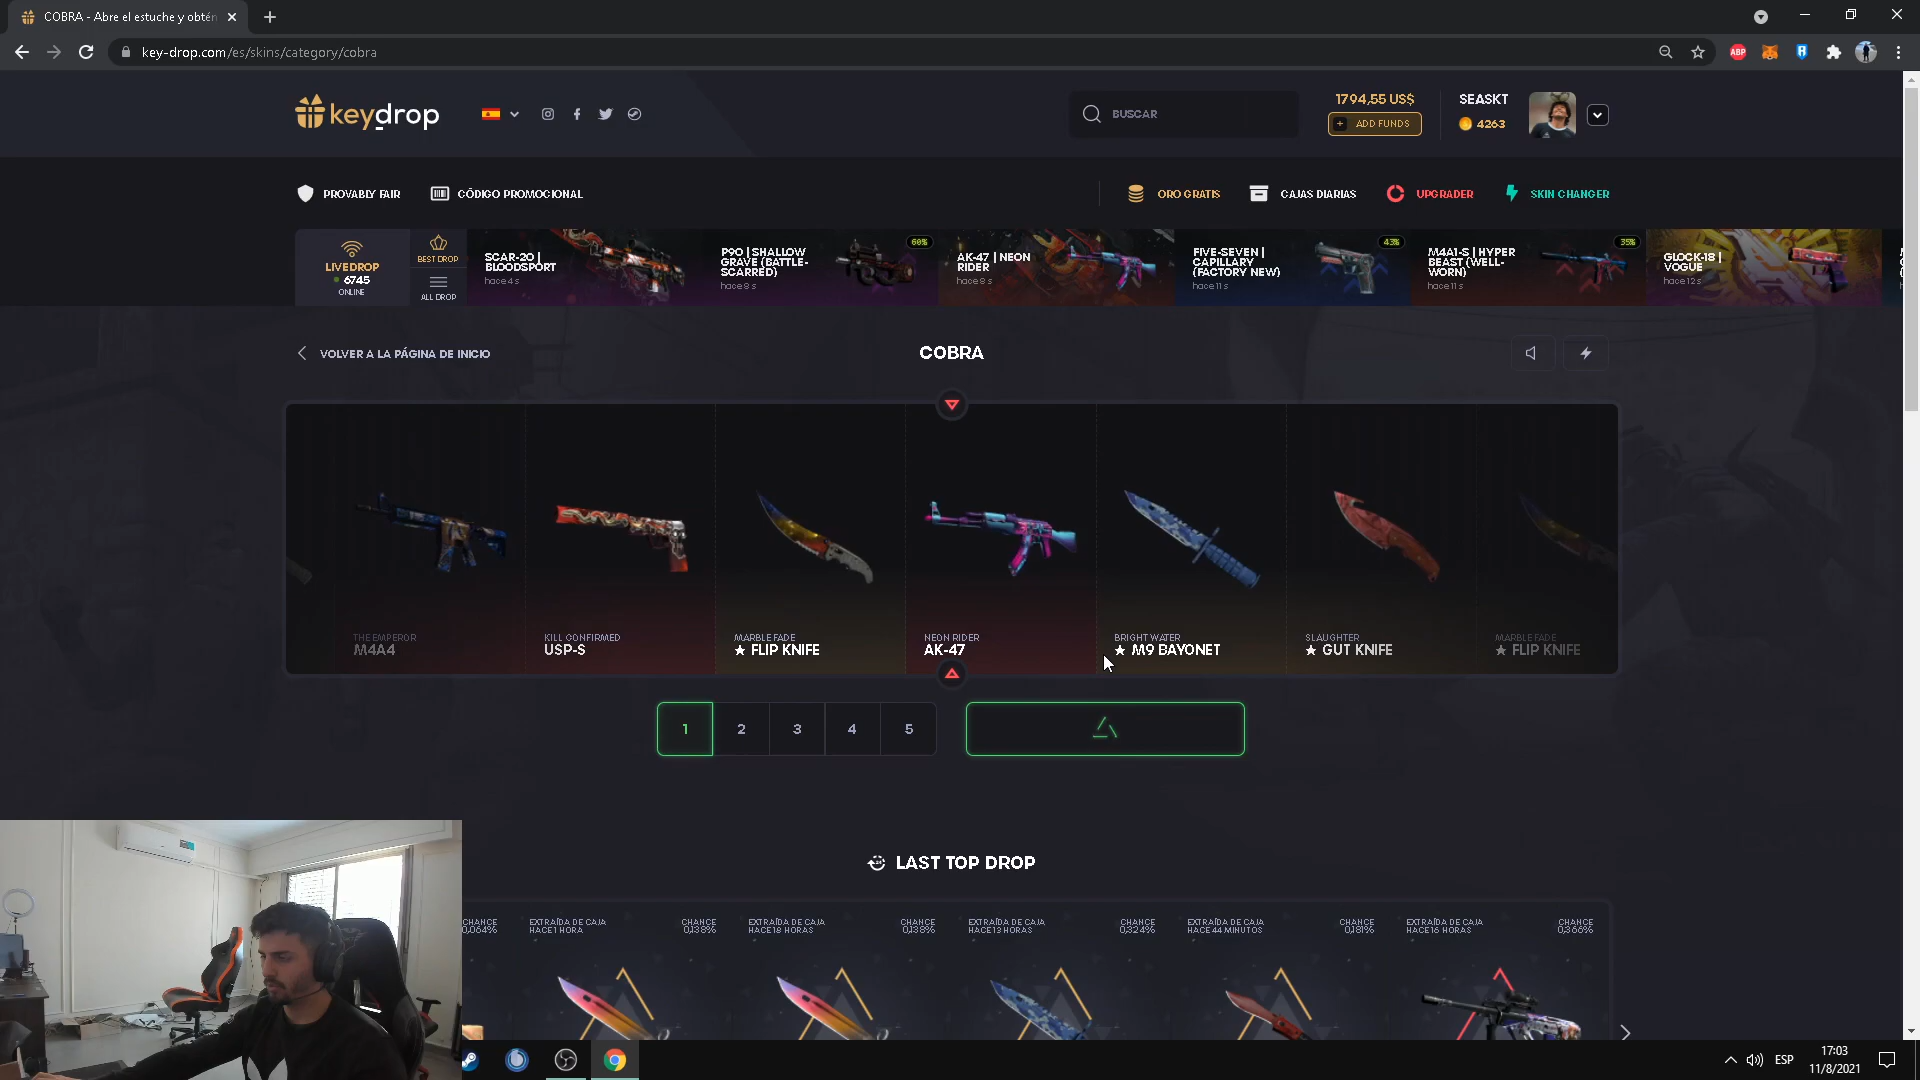 COBRA - Abre el estuche y obtén
key-drop.com/es/skins/category/cobra
ABP
keydrop
BUSCAR
1794,55 US$
+ ADD FUNDS
SEASKT
4263
PROVABLY FAIR
CÓDIGO PROMOCIONAL
ORO GRATIS
CAJAS DIARIAS
UPGRADER
SKIN CHANGER
LIVEDROP
6745
ONLINE
BEST DROP
ALL DROP
SCAR-20 |
BLOODSPORT
hace 4 s
P90 | SHALLOW
GRAVE (BATTLE-
SCARRED)
hace 8 s
60%
AK-47 | NEON
RIDER
hace 8 s
FIVE-SEVEN |
CAPILLARY
(FACTORY NEW)
hace 11 s
43%
M4A1-S | HYPER
BEAST (WELL-
WORN)
hace 11 s
35%
GLOCK-18 |
VOGUE
hace 12 s
VOLVER A LA PÁGINA DE INICIO
COBRA
THE EMPEROR
M4A4
KILL CONFIRMED
USP-S
MARBLE FADE
★ FLIP KNIFE
NEON RIDER
AK-47
BRIGHT WATER
★ M9 BAYONET
SLAUGHTER
★ GUT KNIFE
MARBLE FADE
★ FLIP KNIFE
1 2 3 4 5
LAST TOP DROP
CHANCE
0,064%
EXTRAÍDA DE CAJA
HACE 1 HORA
CHANCE
0,138%
EXTRAÍDA DE CAJA
HACE 18 HORAS
CHANCE
0,138%
EXTRAÍDA DE CAJA
HACE 13 HORAS
CHANCE
0,324%
EXTRAÍDA DE CAJA
HACE 44 MINUTOS
CHANCE
0,181%
EXTRAÍDA DE CAJA
HACE 16 HORAS
CHANCE
0,366%
ESP
17:03
11/8/2021